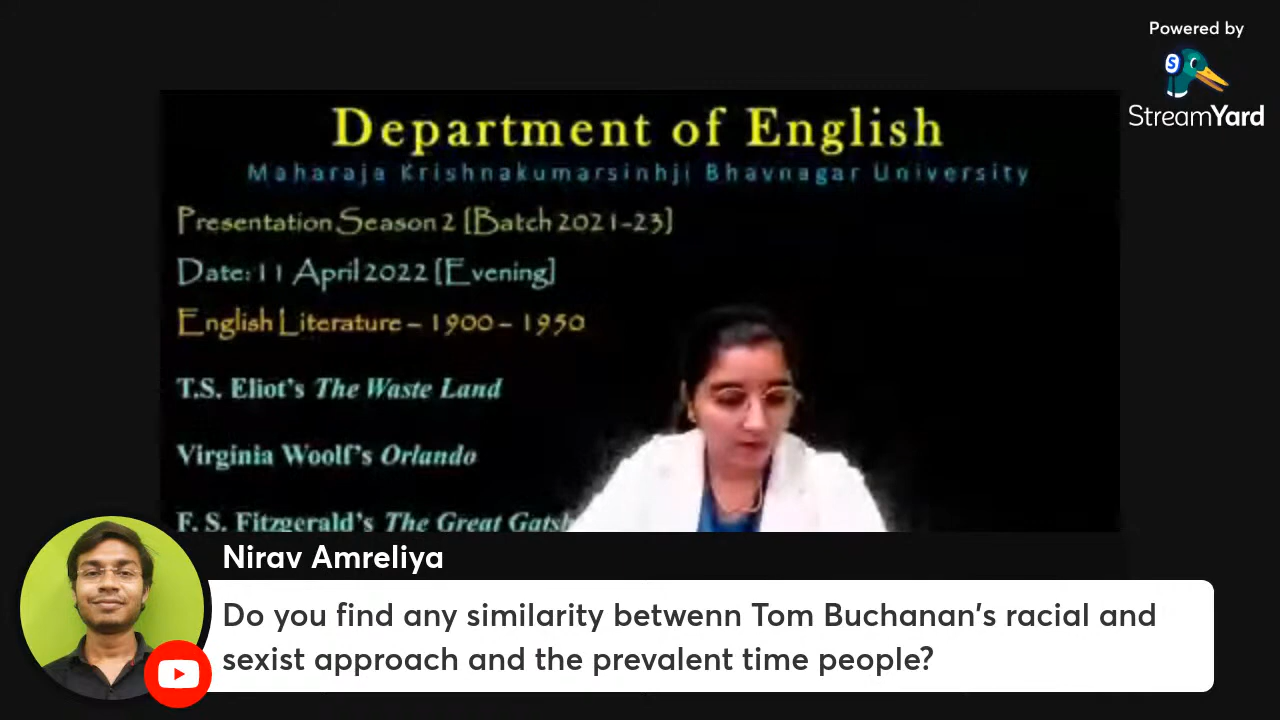 Powered by
StreamYard
Department of English
Maharaja Krishnakumarsinhji Bhavnagar University
Presentation Season 2 [Batch 2021-23]
Date: 11 April 2022 [Evening]
English Literature – 1900 – 1950
T.S. Eliot's The Waste Land
Virginia Woolf's Orlando
F. S. Fitzgerald's The Great
Nirav Amreliya
Do you find any similarity betwenn Tom Buchanan's racial and
sexist approach and the prevalent time people?